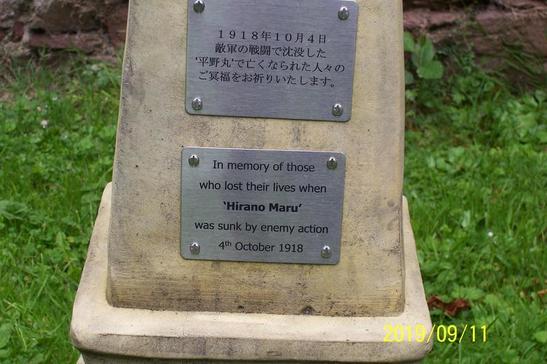 １９１８年１０月４日
敵軍の戦闘で沈没した
'平野丸'で亡くなられた人々の
ご冥福をお祈りいたします。
In memory of those
who lost their lives when
‘Hirano Maru’
was sunk by enemy action
4th October 1918
2019/09/11